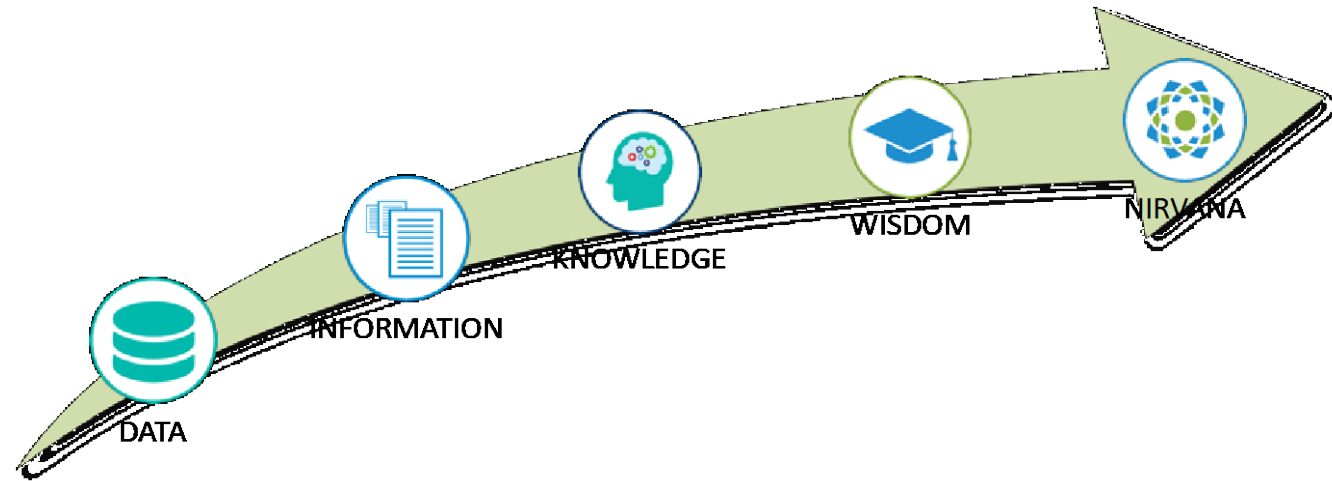 DATA
INFORMATION
KNOWLEDGE
WISDOM
NIRVANA